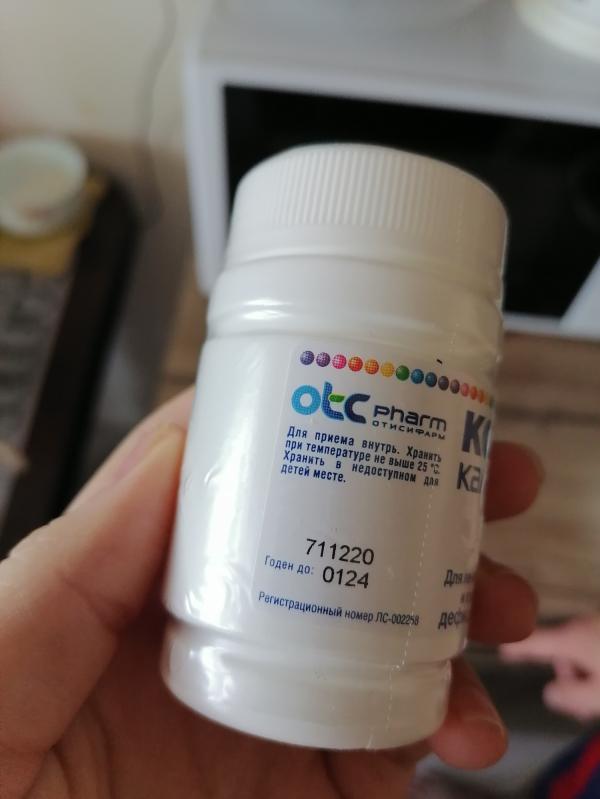 отс Pharm
ОТИСИФАРМ
Для приема внутрь. Хранить
при температуре не выше 25 °C.
Хранить в недоступном для
детей месте.
711220
Годен до: 0124
Регистрационный номер ЛС-002258